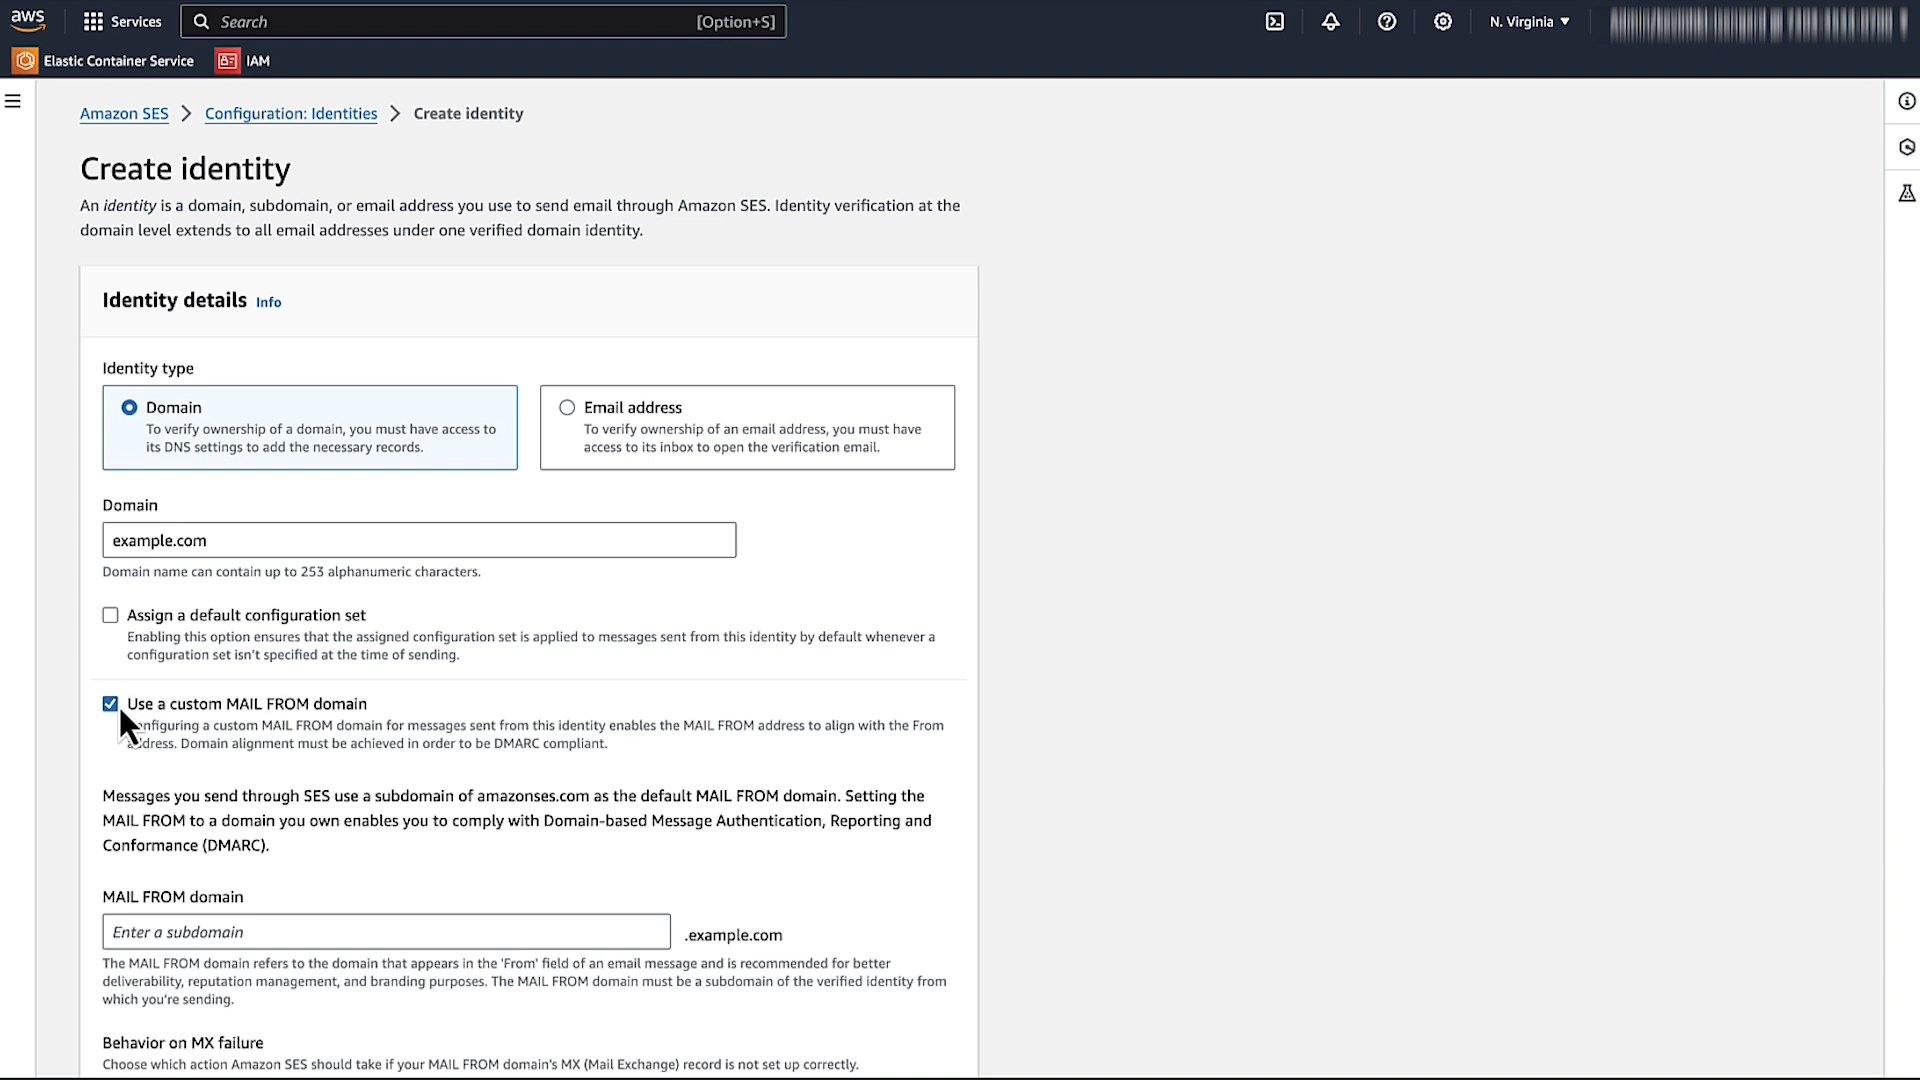 aws
Services
Search
[Option+S]
N. Virginia
Elastic Container Service
IAM
Amazon SES
Configuration: Identities
Create identity
Create identity
An identity is a domain, subdomain, or email address you use to send email through Amazon SES. Identity verification at the
domain level extends to all email addresses under one verified domain identity.
Identity details Info
Identity type
Domain
To verify ownership of a domain, you must have access to
its DNS settings to add the necessary records.
Email address
To verify ownership of an email address, you must have
access to its inbox to open the verification email.
Domain
example.com
Domain name can contain up to 253 alphanumeric characters.
Assign a default configuration set
Enabling this option ensures that the assigned configuration set is applied to messages sent from this identity by default whenever a
configuration set isn't specified at the time of sending.
Use a custom MAIL FROM domain
Configuring a custom MAIL FROM domain for messages sent from this identity enables the MAIL FROM address to align with the From
address. Domain alignment must be achieved in order to be DMARC compliant.
Messages you send through SES use a subdomain of amazonses.com as the default MAIL FROM domain. Setting the
MAIL FROM to a domain you own enables you to comply with Domain-based Message Authentication, Reporting and
Conformance (DMARC).
MAIL FROM domain
Enter a subdomain
.example.com
The MAIL FROM domain refers to the domain that appears in the 'From' field of an email message and is recommended for better
deliverability, reputation management, and branding purposes. The MAIL FROM domain must be a subdomain of the verified identity from
which you're sending.
Behavior on MX failure
Choose which action Amazon SES should take if your MAIL FROM domain's MX (Mail Exchange) record is not set up correctly.